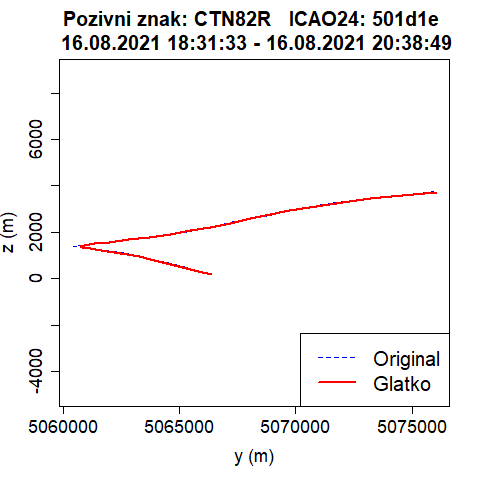 Pozivni znak: CTN82R   ICAO24: 501d1e
16.08.2021 18:31:33 - 16.08.2021 20:38:49
z (m)
6000
2000
0
-4000
Original
Glatko
5060000 5065000 5070000 5075000
y (m)